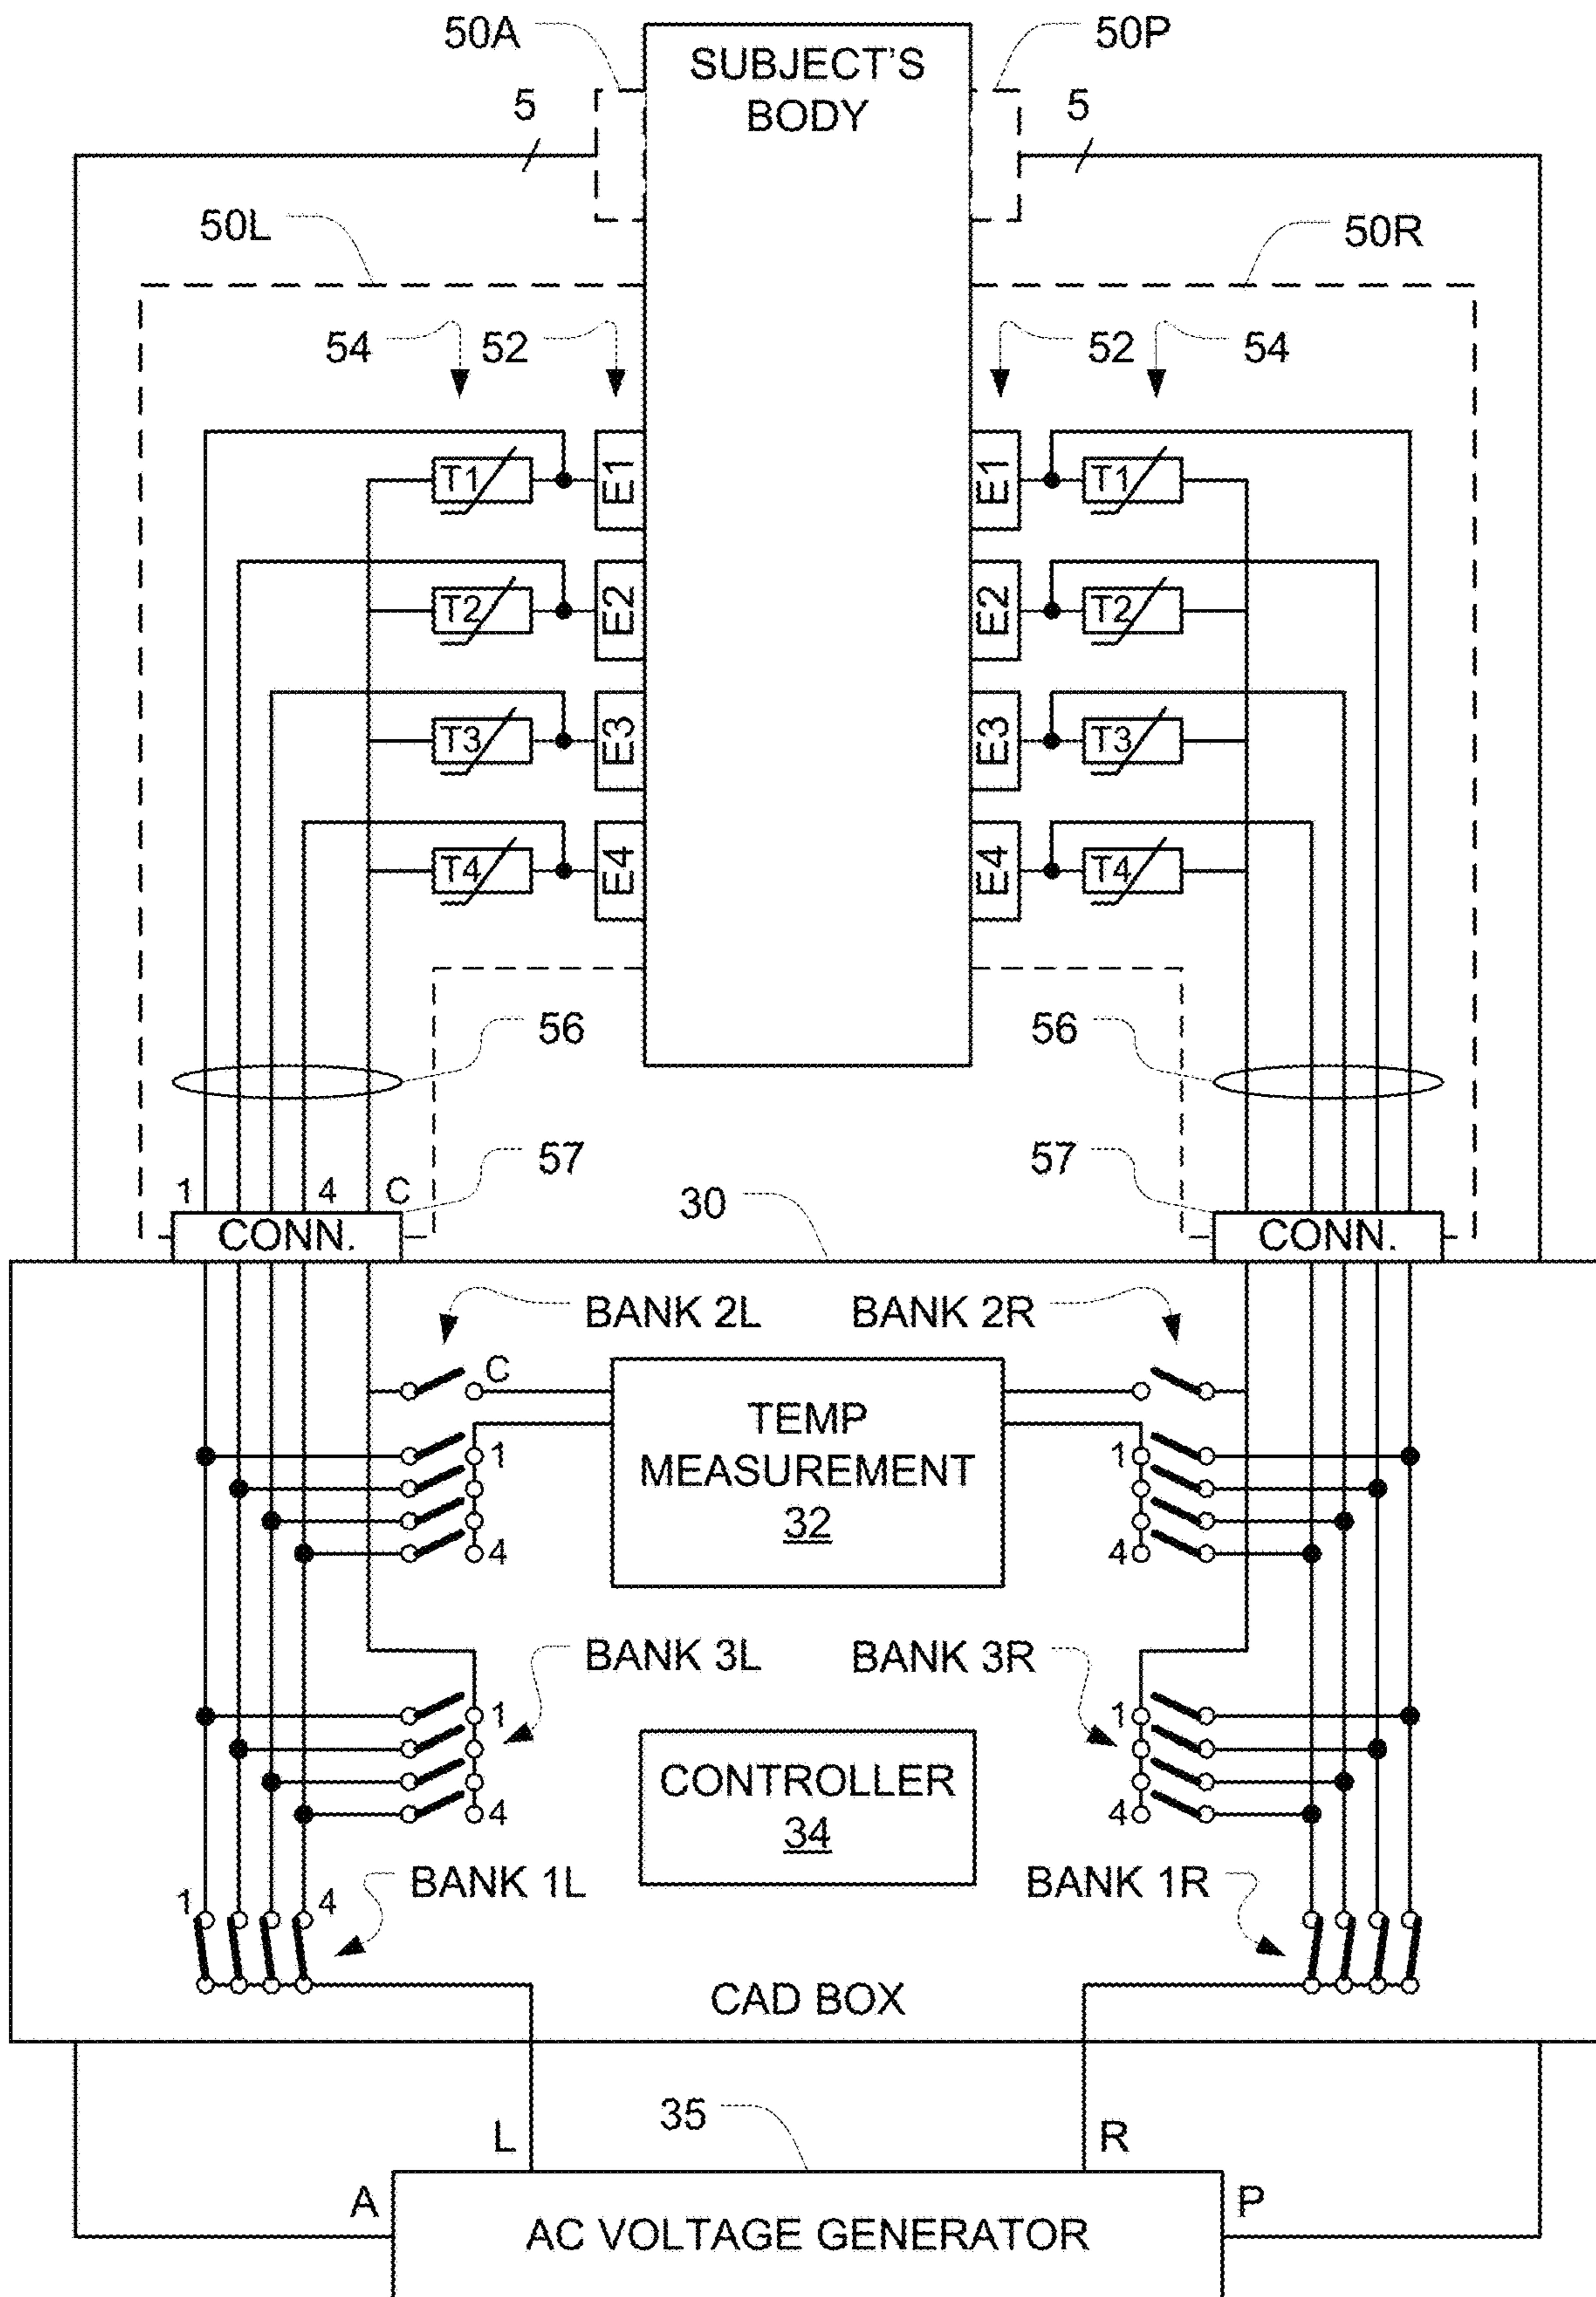 50A
50P
SUBJECT'S
BODY
5
5
50L
50R
54
52
52
54
T1
E1
E1
T1
T2
E2
E2
T2
T3
E3
E3
T3
T4
E4
E4
T4
56
56
57
57
1
4
C
30
CONN.
CONN.
BANK 2L
BANK 2R
C
TEMP
MEASUREMENT
32
1
1
4
4
BANK 3L
BANK 3R
1
1
CONTROLLER
34
4
4
BANK 1L
BANK 1R
1
4
CAD BOX
35
L
R
A
P
AC VOLTAGE GENERATOR